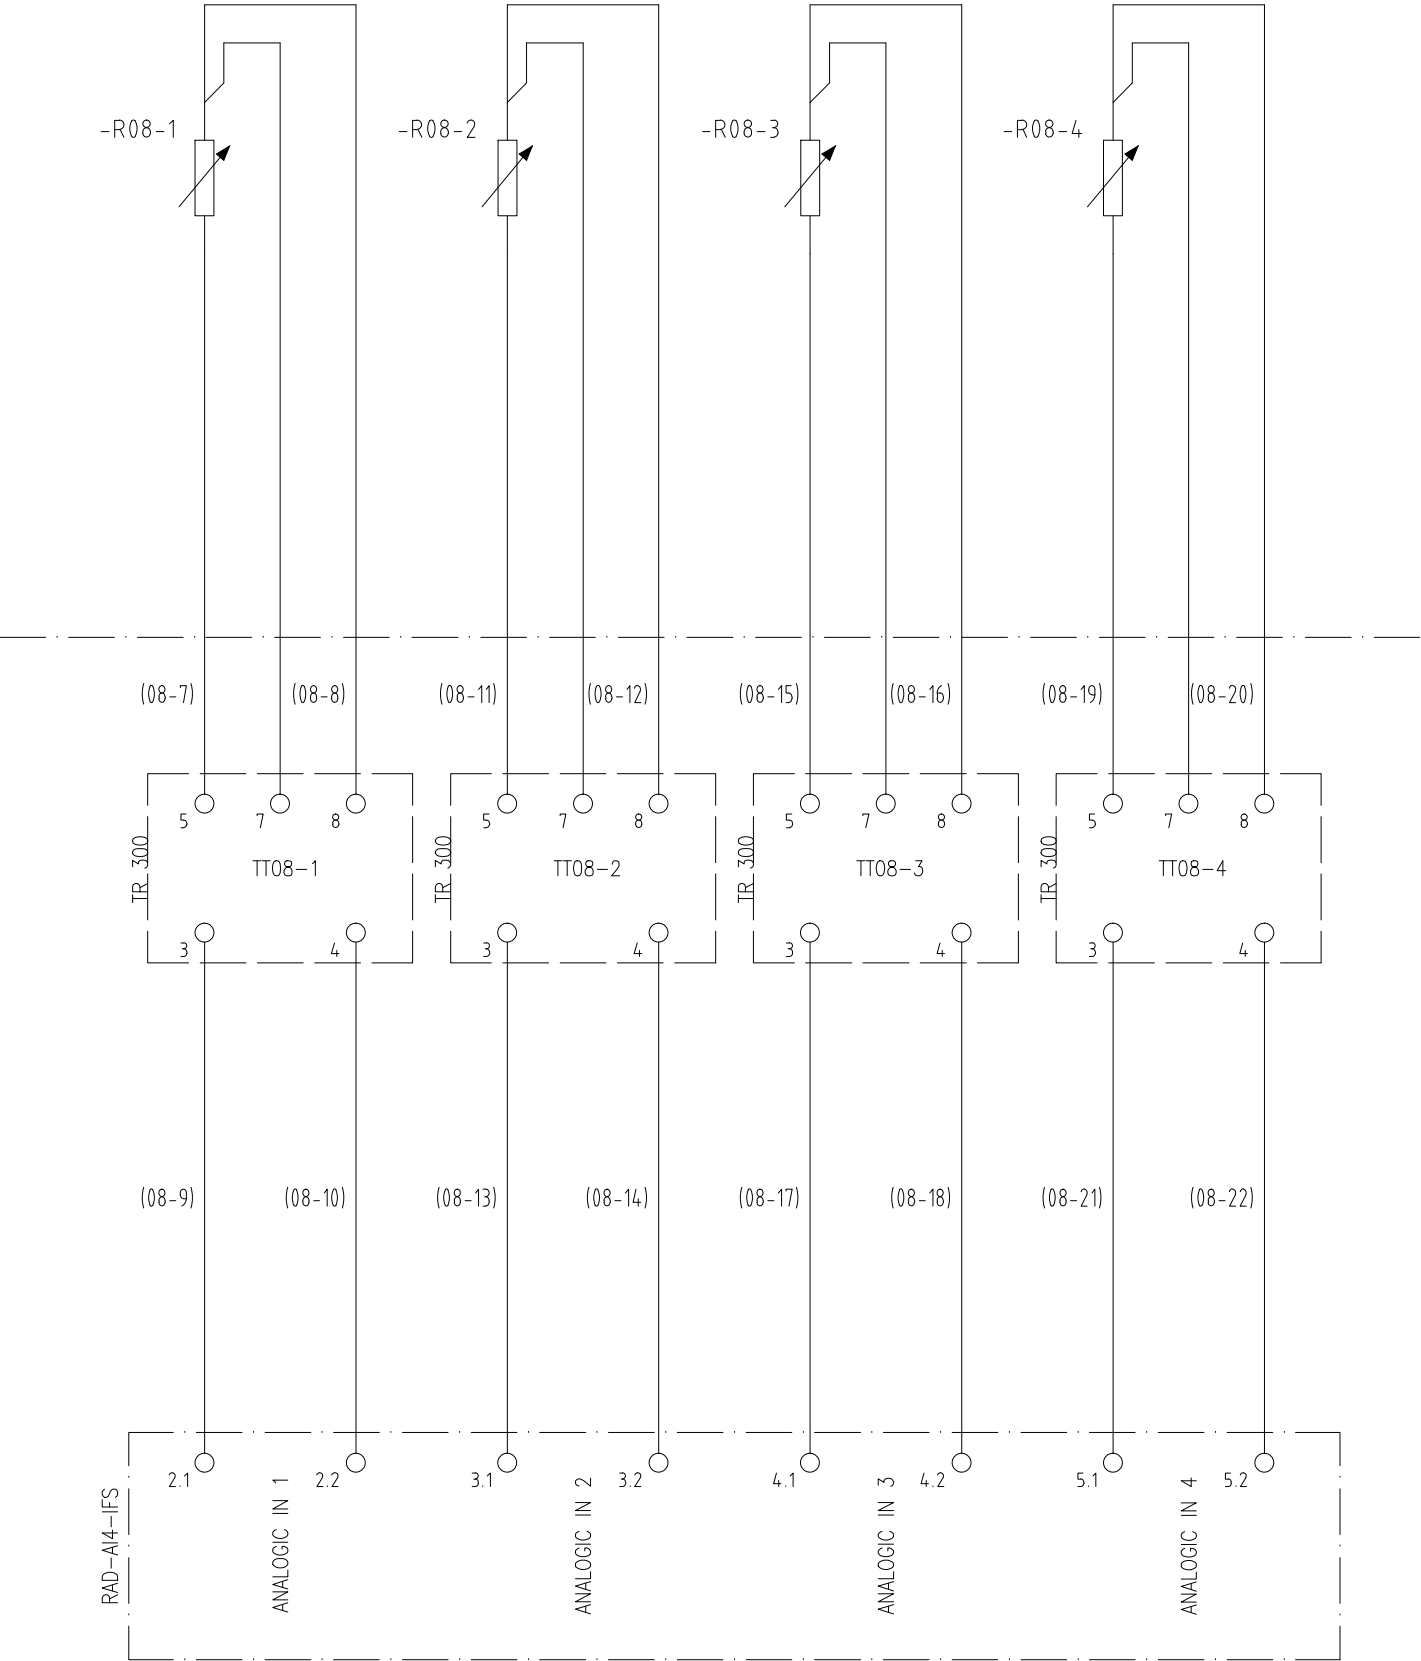 -R08-1 -R08-2 -R08-3 -R08-4
(08-7) (08-8) (08-11) (08-12) (08-15) (08-16) (08-19) (08-20)
5 7 8 5 7 8 5 7 8 5 7 8
TR 300 TT08-1 TR 300 TT08-2 TR 300 TT08-3 TR 300 TT08-4
3 4 3 4 3 4 3 4
(08-9) (08-10) (08-13) (08-14) (08-17) (08-18) (08-21) (08-22)
2.1 2.2 3.1 3.2 4.1 4.2 5.1 5.2
RAD-AI4-IFS ANALOGIC IN 1 ANALOGIC IN 2 ANALOGIC IN 3 ANALOGIC IN 4